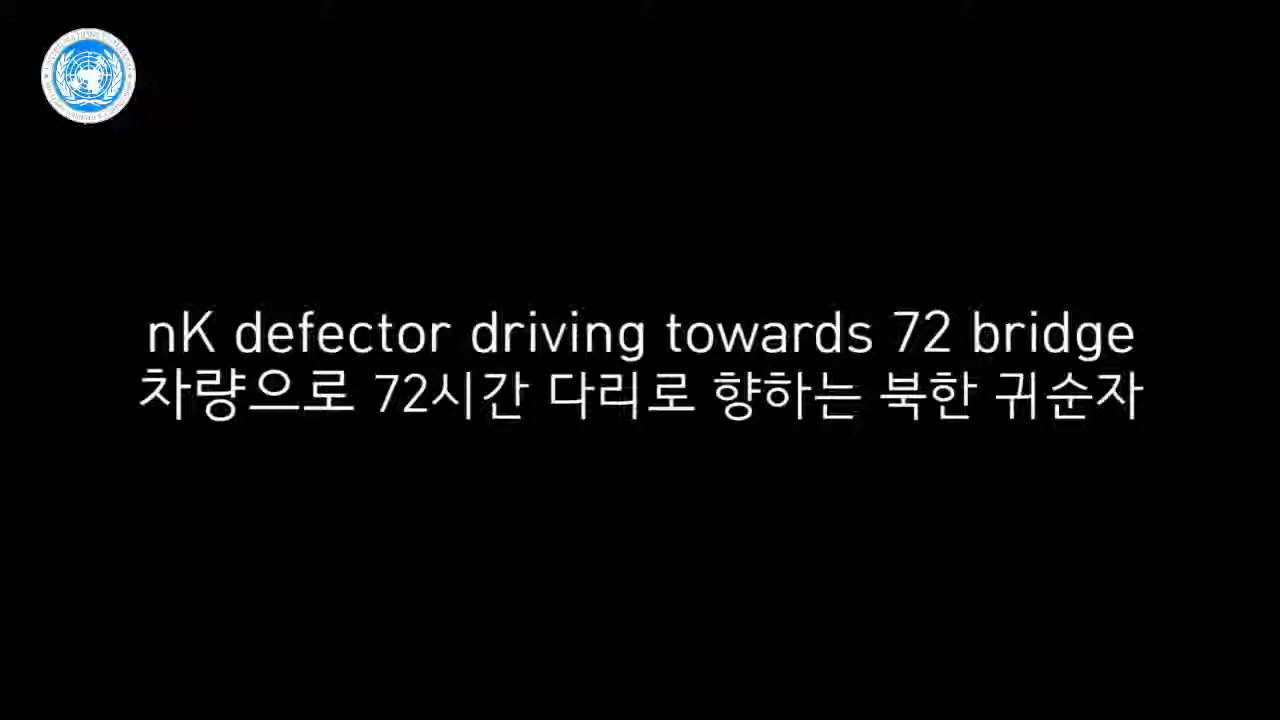 nK defector driving towards 72 bridge
차량으로 72시간 다리로 향하는 북한 귀순자